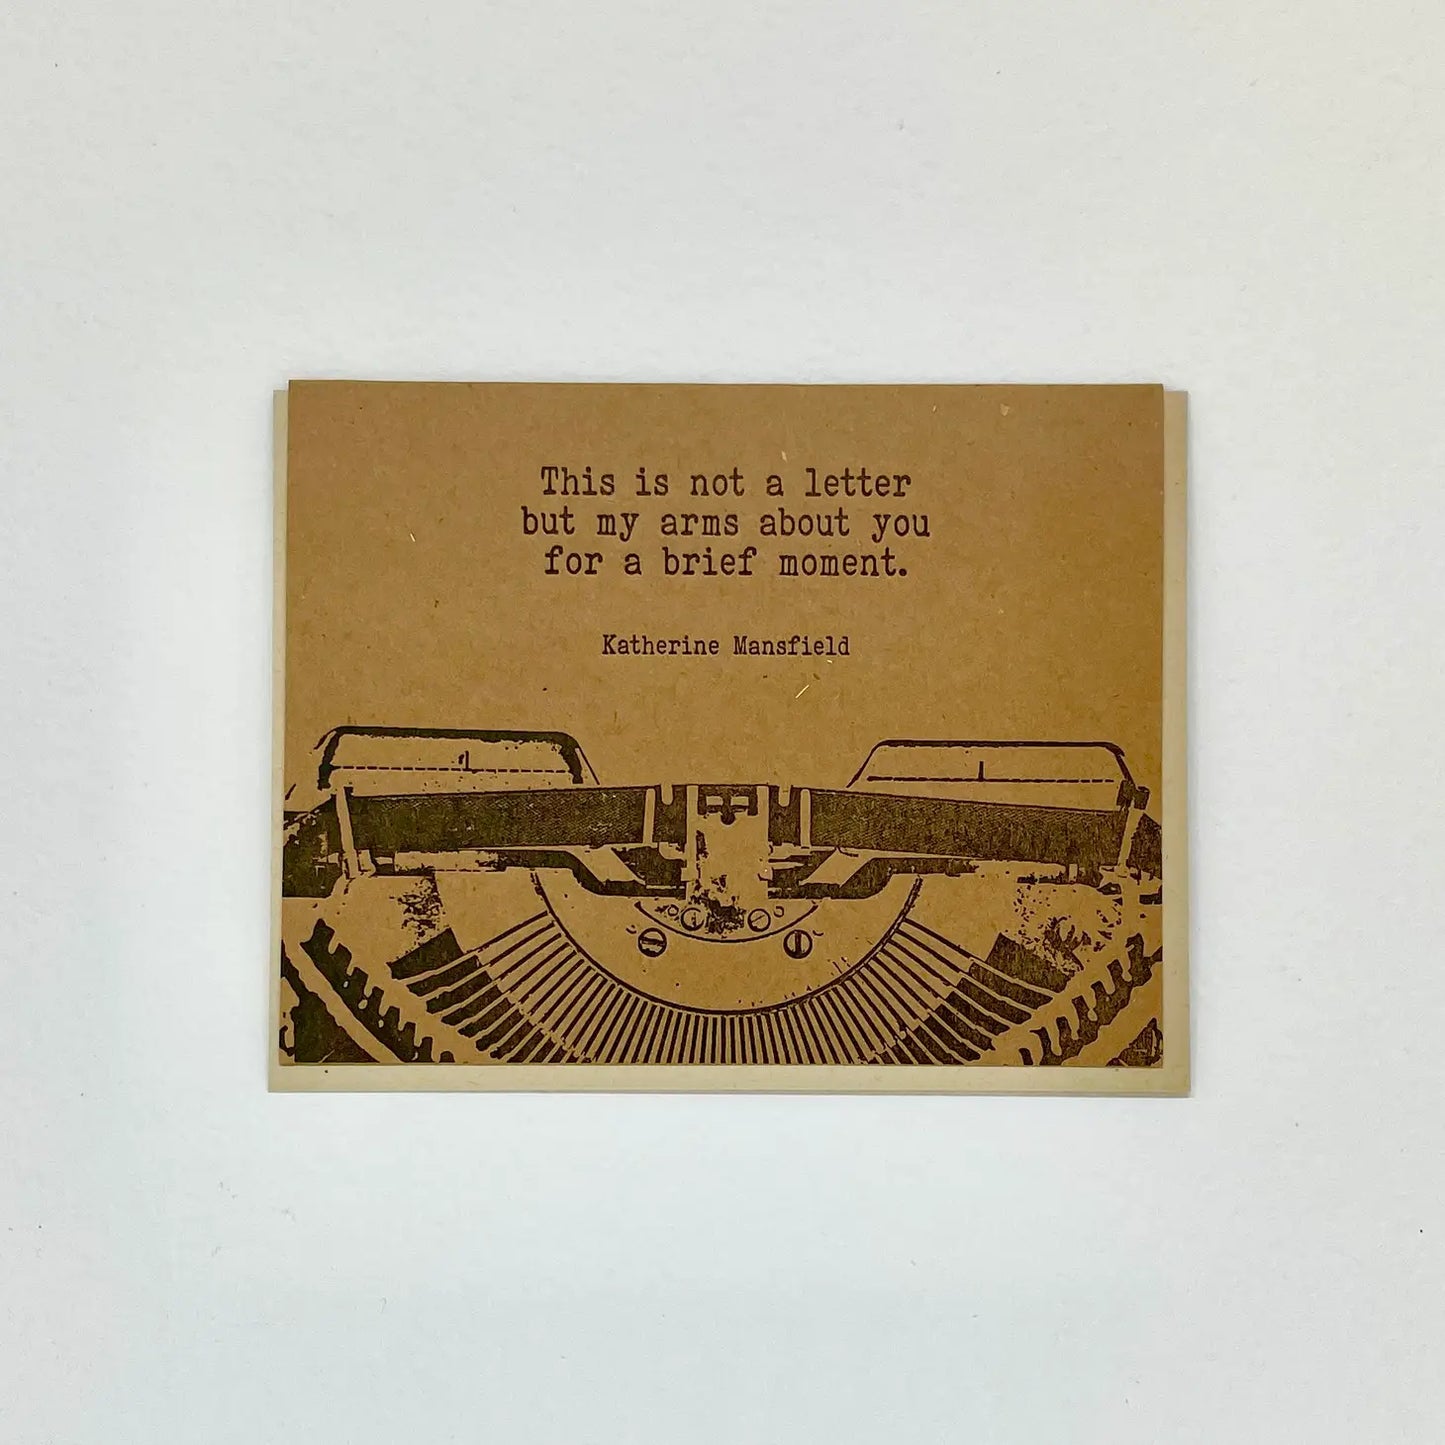 This is not a letter
but my arms about you
for a brief moment.
Katherine Mansfield